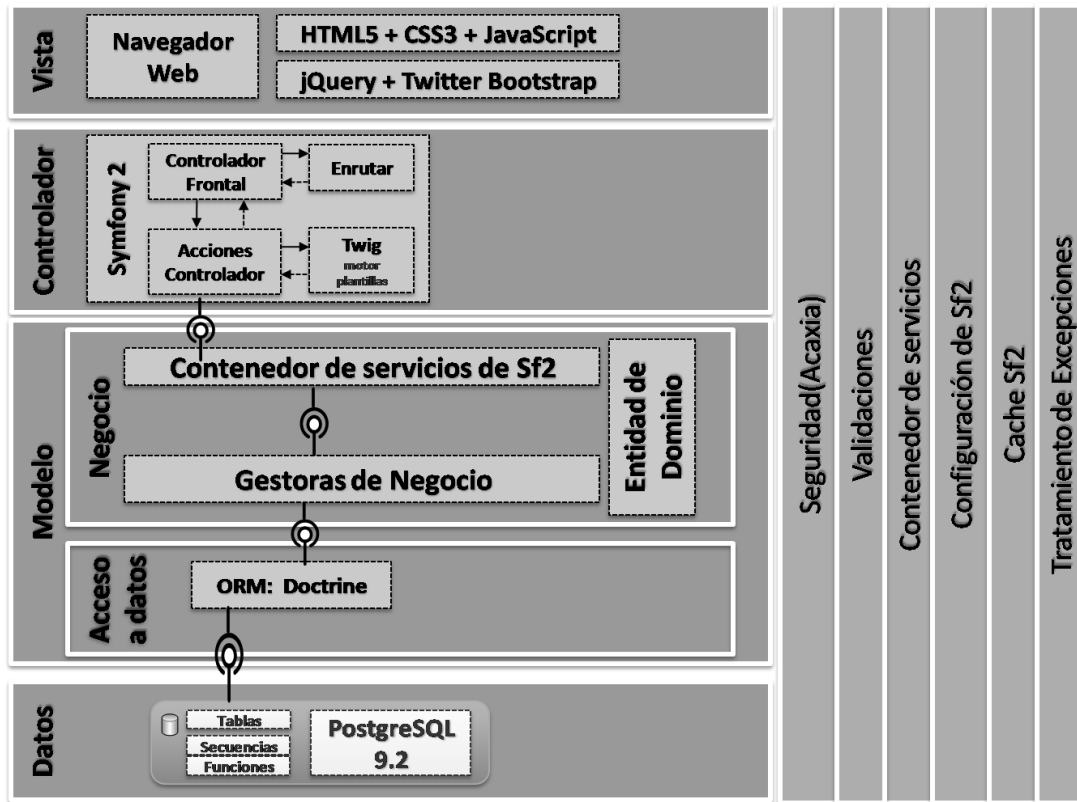 Vista
Navegador
Web
HTML5 + CSS3 + JavaScript
jQuery + Twitter Bootstrap
Controlador
Symfony 2
Controlador
Frontal
Enrutar
Acciones
Controlador
Twig
motor
plantillas
Modelo
Negocio
Contenedor de servicios de Sf2
Gestoras de Negocio
Entidad de
Dominio
Acceso
a datos
ORM: Doctrine
Datos
Tablas
Secuencias
Funciones
PostgreSQL
9.2
Seguridad(Acaxia)
Validaciones
Contenedor de servicios
Configuración de Sf2
Cache Sf2
Tratamiento de Excepciones